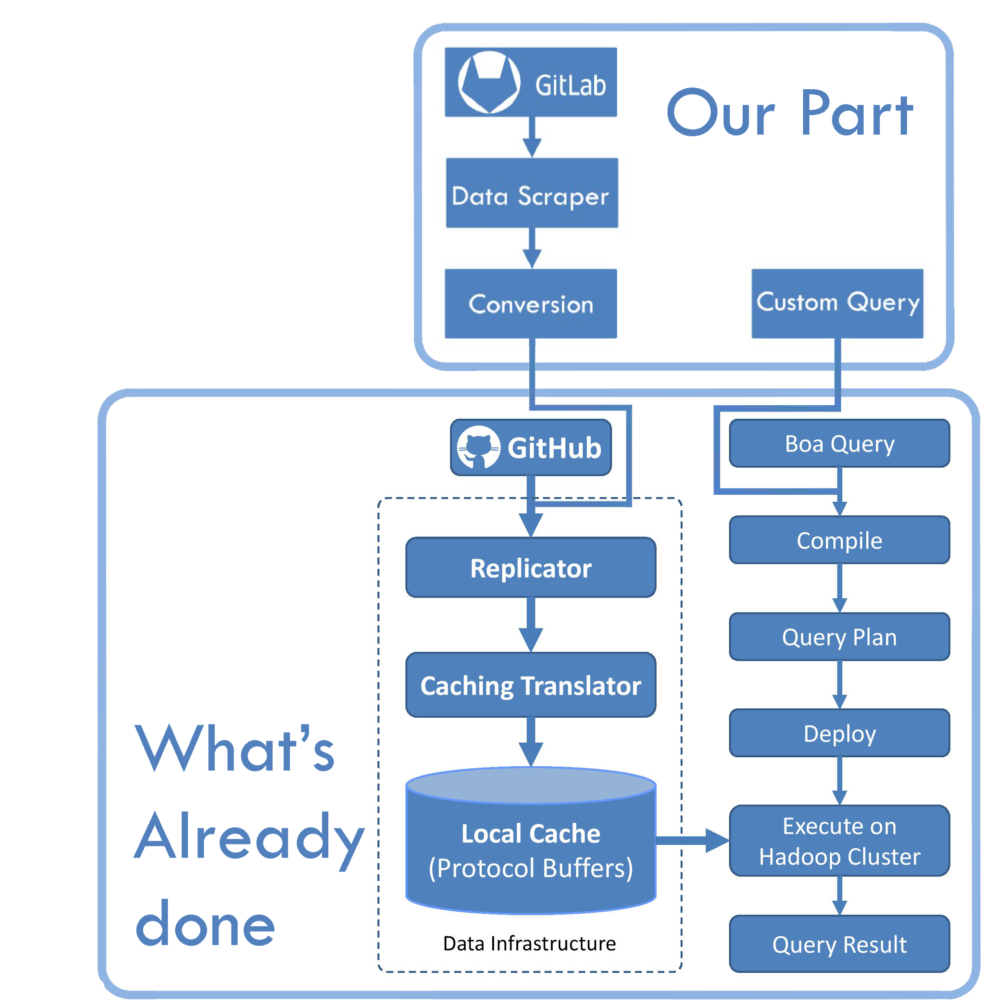 GitLab
Our Part
Data Scraper
Conversion
Custom Query
GitHub
Boa Query
Compile
Replicator
Query Plan
Caching Translator
Deploy
What's
Already
done
Local Cache
(Protocol Buffers)
Execute on
Hadoop Cluster
Data Infrastructure
Query Result